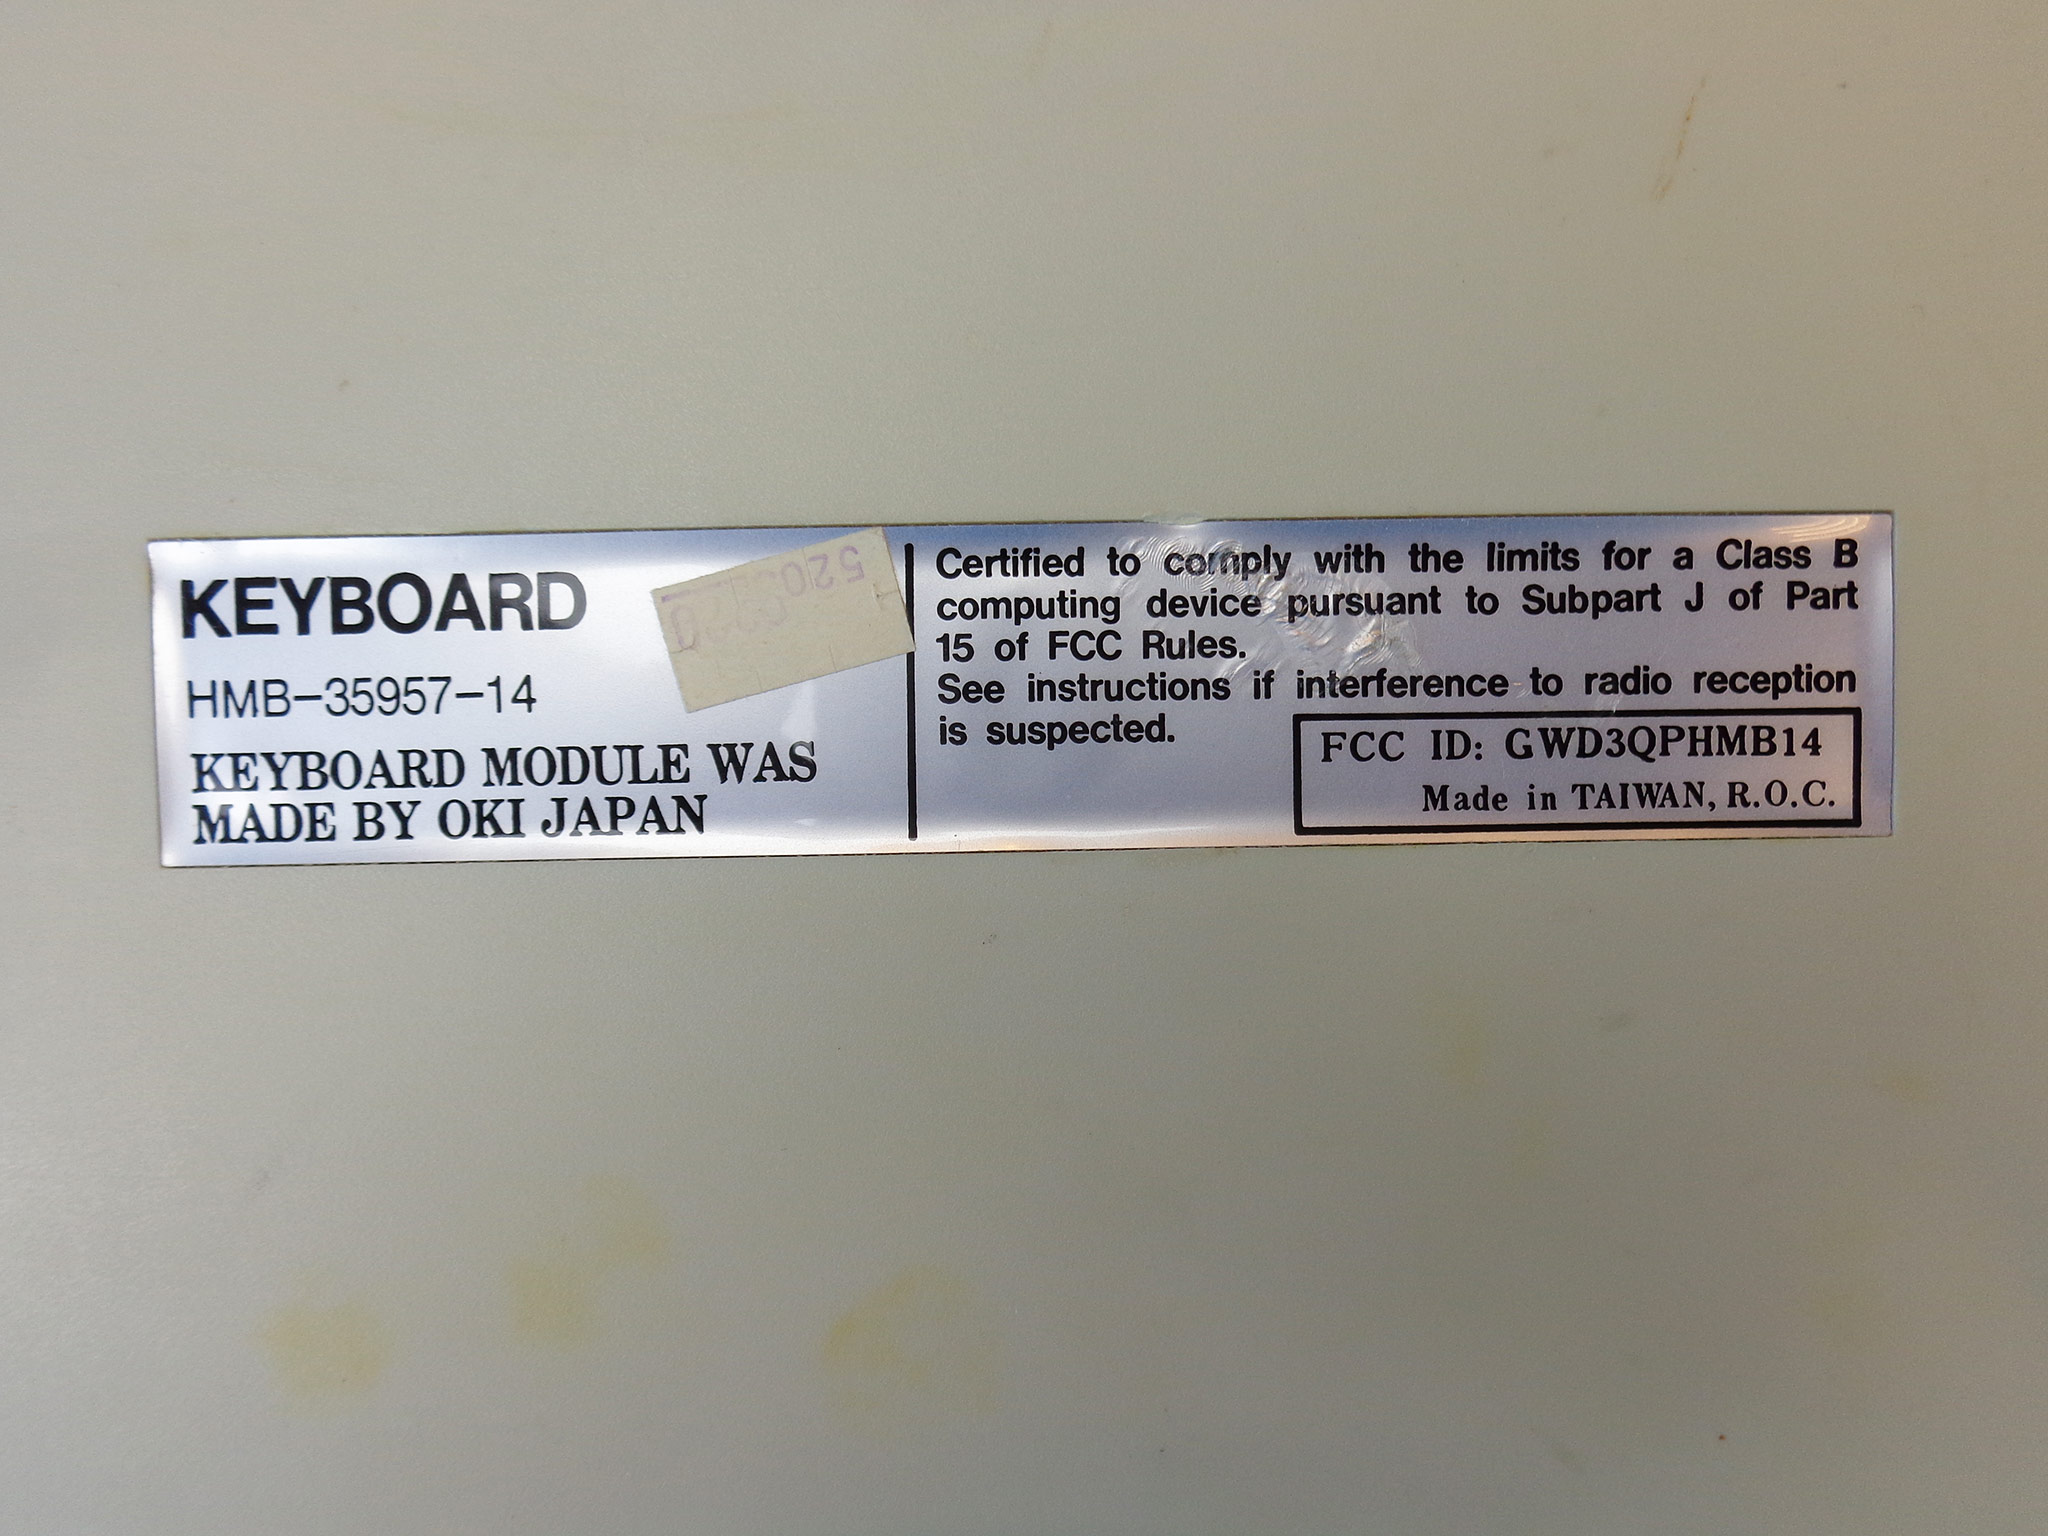 KEYBOARD
HMB-35957-14
KEYBOARD MODULE WAS
MADE BY OKI JAPAN
Certified to comply with the limits for a Class B
computing device pursuant to Subpart J of Part
15 of FCC Rules.
See instructions if interference to radio reception
is suspected.
FCC ID: GWD3QPHMB14
Made in TAIWAN, R.O.C.